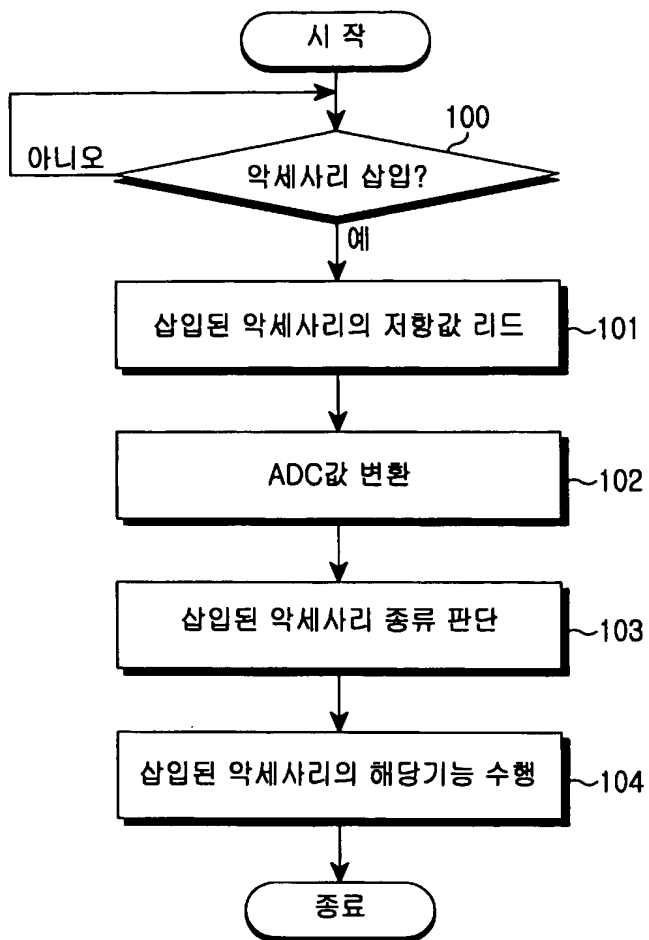 시 작
100
아니오
악세사리 삽입?
예
삽입된 악세사리의 저항값 리드
101
ADC값 변환
102
삽입된 악세사리 종류 판단
103
삽입된 악세사리의 해당기능 수행
104
종료